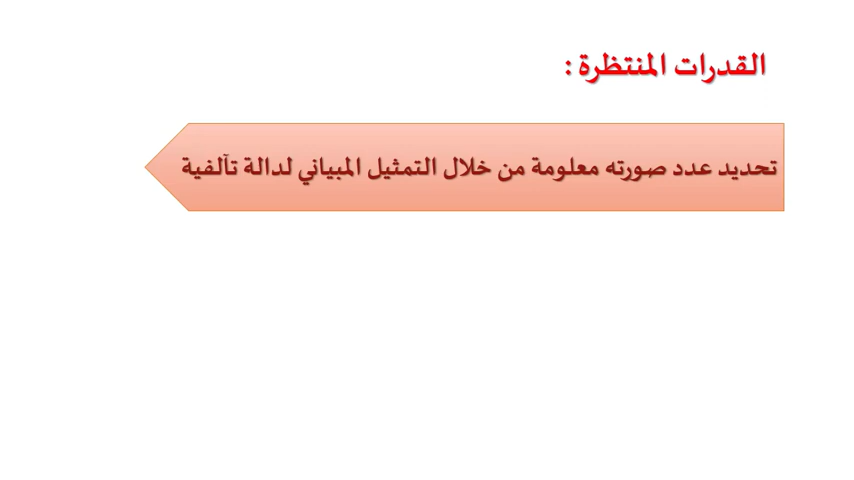 القدرات المنتظرة :
تحديد عدد صورته معلومة من خلال التمثيل المبياني لدالة تآلفية